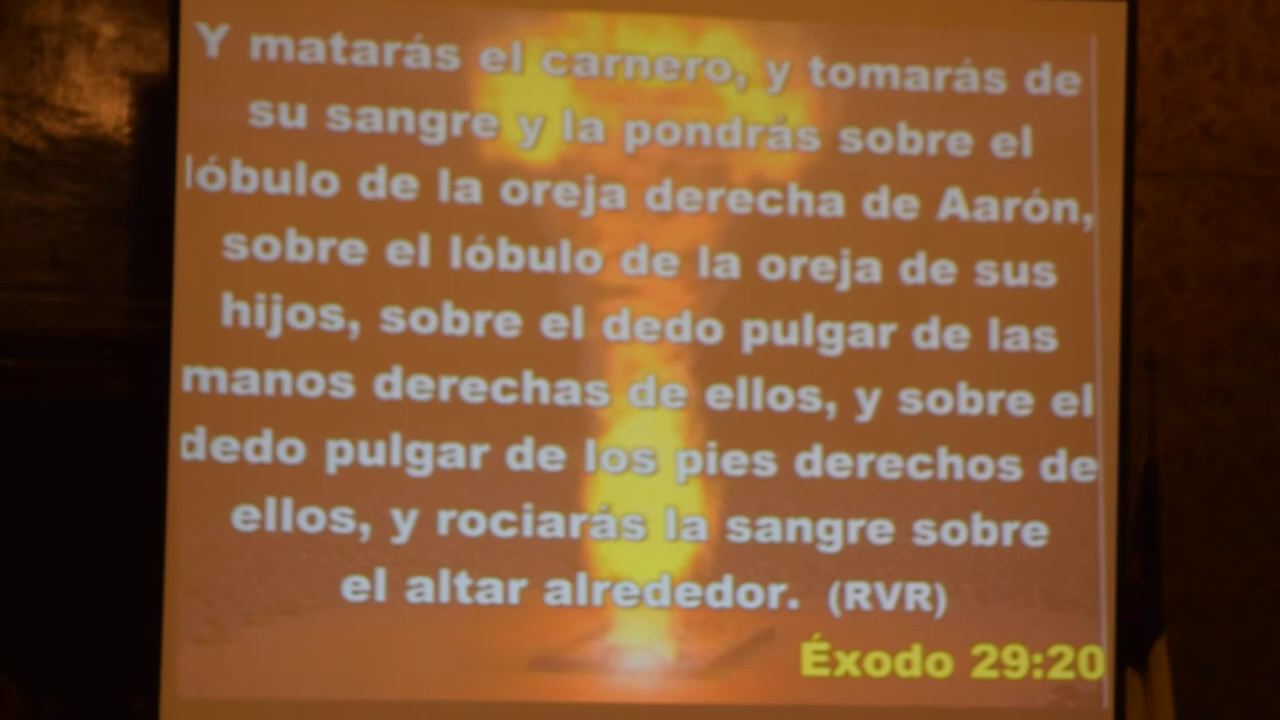 Y matarás el carnero, y tomarás de
su sangre y la pondrás sobre el
lóbulo de la oreja derecha de Aarón,
sobre el lóbulo de la oreja de sus
hijos, sobre el dedo pulgar de las
manos derechas de ellos, y sobre el
dedo pulgar de los pies derechos de
ellos, y rociarás la sangre sobre
el altar alrededor. (RVR)
Éxodo 29:20